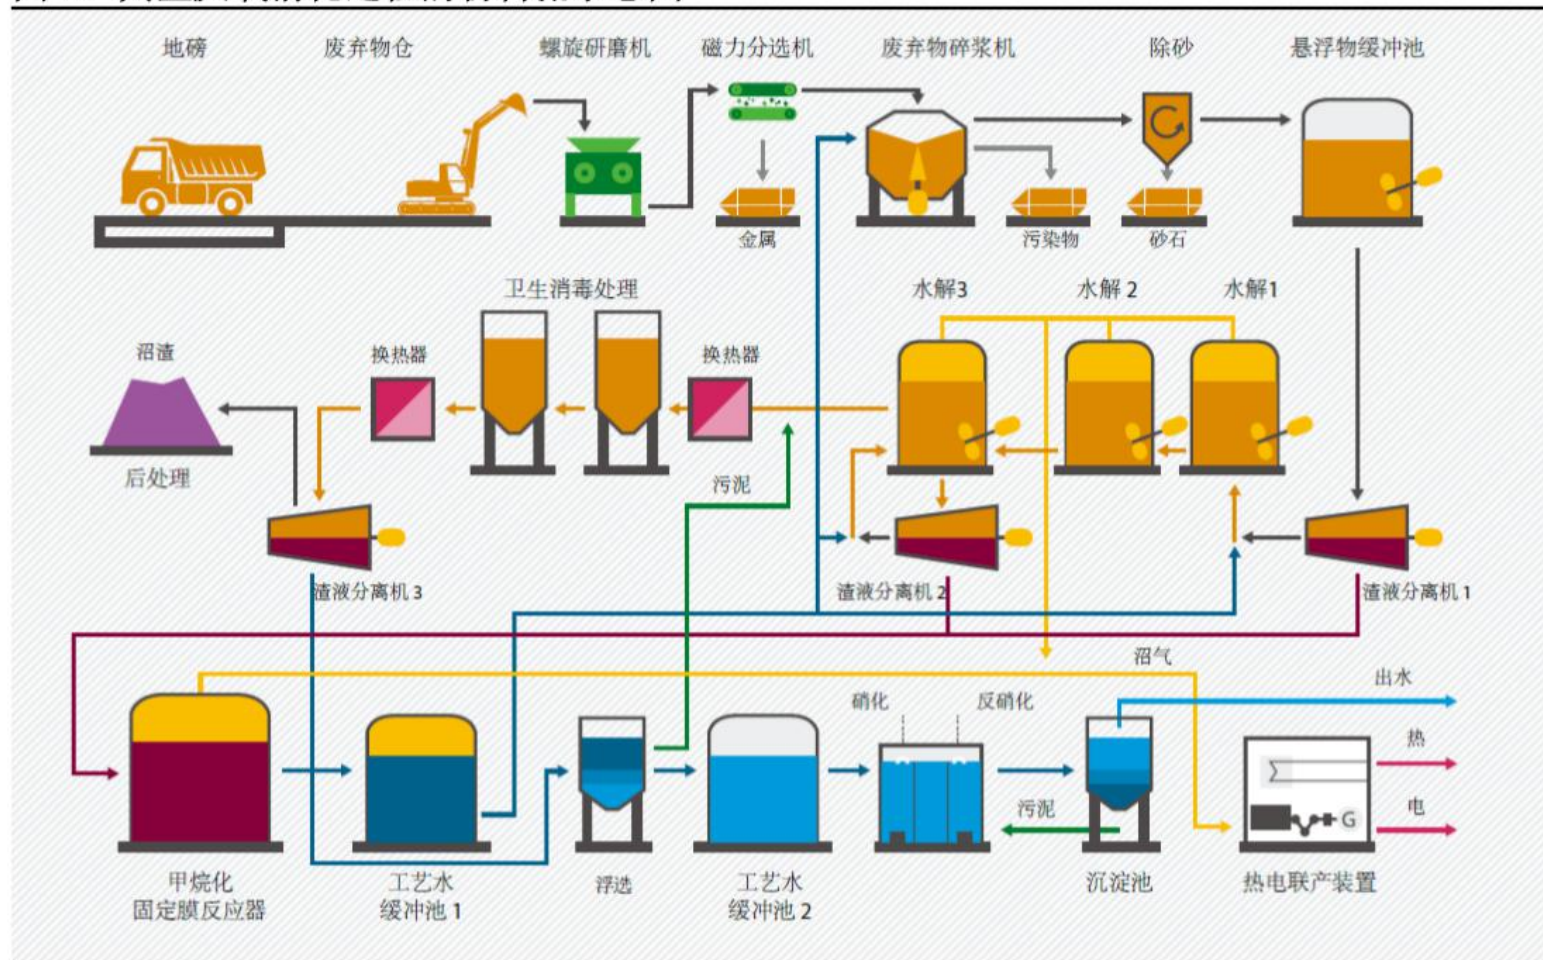 地磅
废弃物仓
螺旋研磨机
磁力分选机
废弃物碎浆机
除砂
悬浮物缓冲池
金属
污染物
砂石
卫生消毒处理
水解3
水解 2
水解1
沼渣
换热器
换热器
后处理
污泥
渣液分离机 3
渣液分离机 2
渣液分离机 1
沼气
出水
硝化
反硝化
热
污泥
电
G
甲烷化
固定膜反应器
工艺水
缓冲池 1
浮选
工艺水
缓冲池 2
沉淀池
热电联产装置